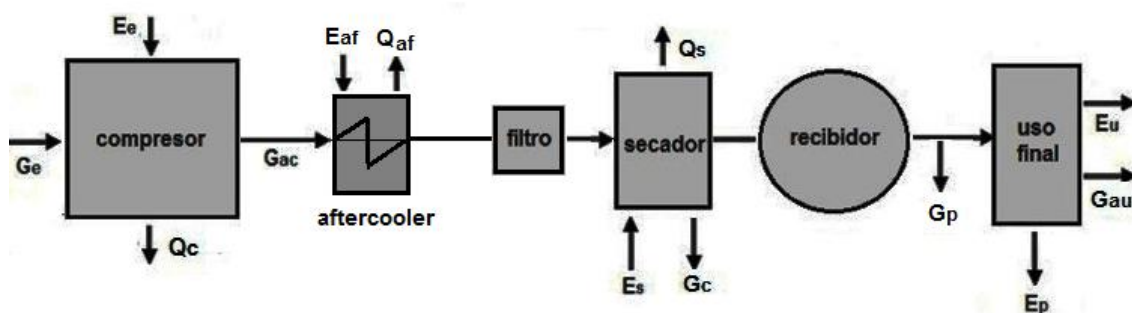 Ee
Eaf
Qaf
Qs
compresor
filtro
secador
recibidor
uso
final
Eu
Ge
Gac
Gp
Gau
aftercooler
Qc
Es
Gc
Ep